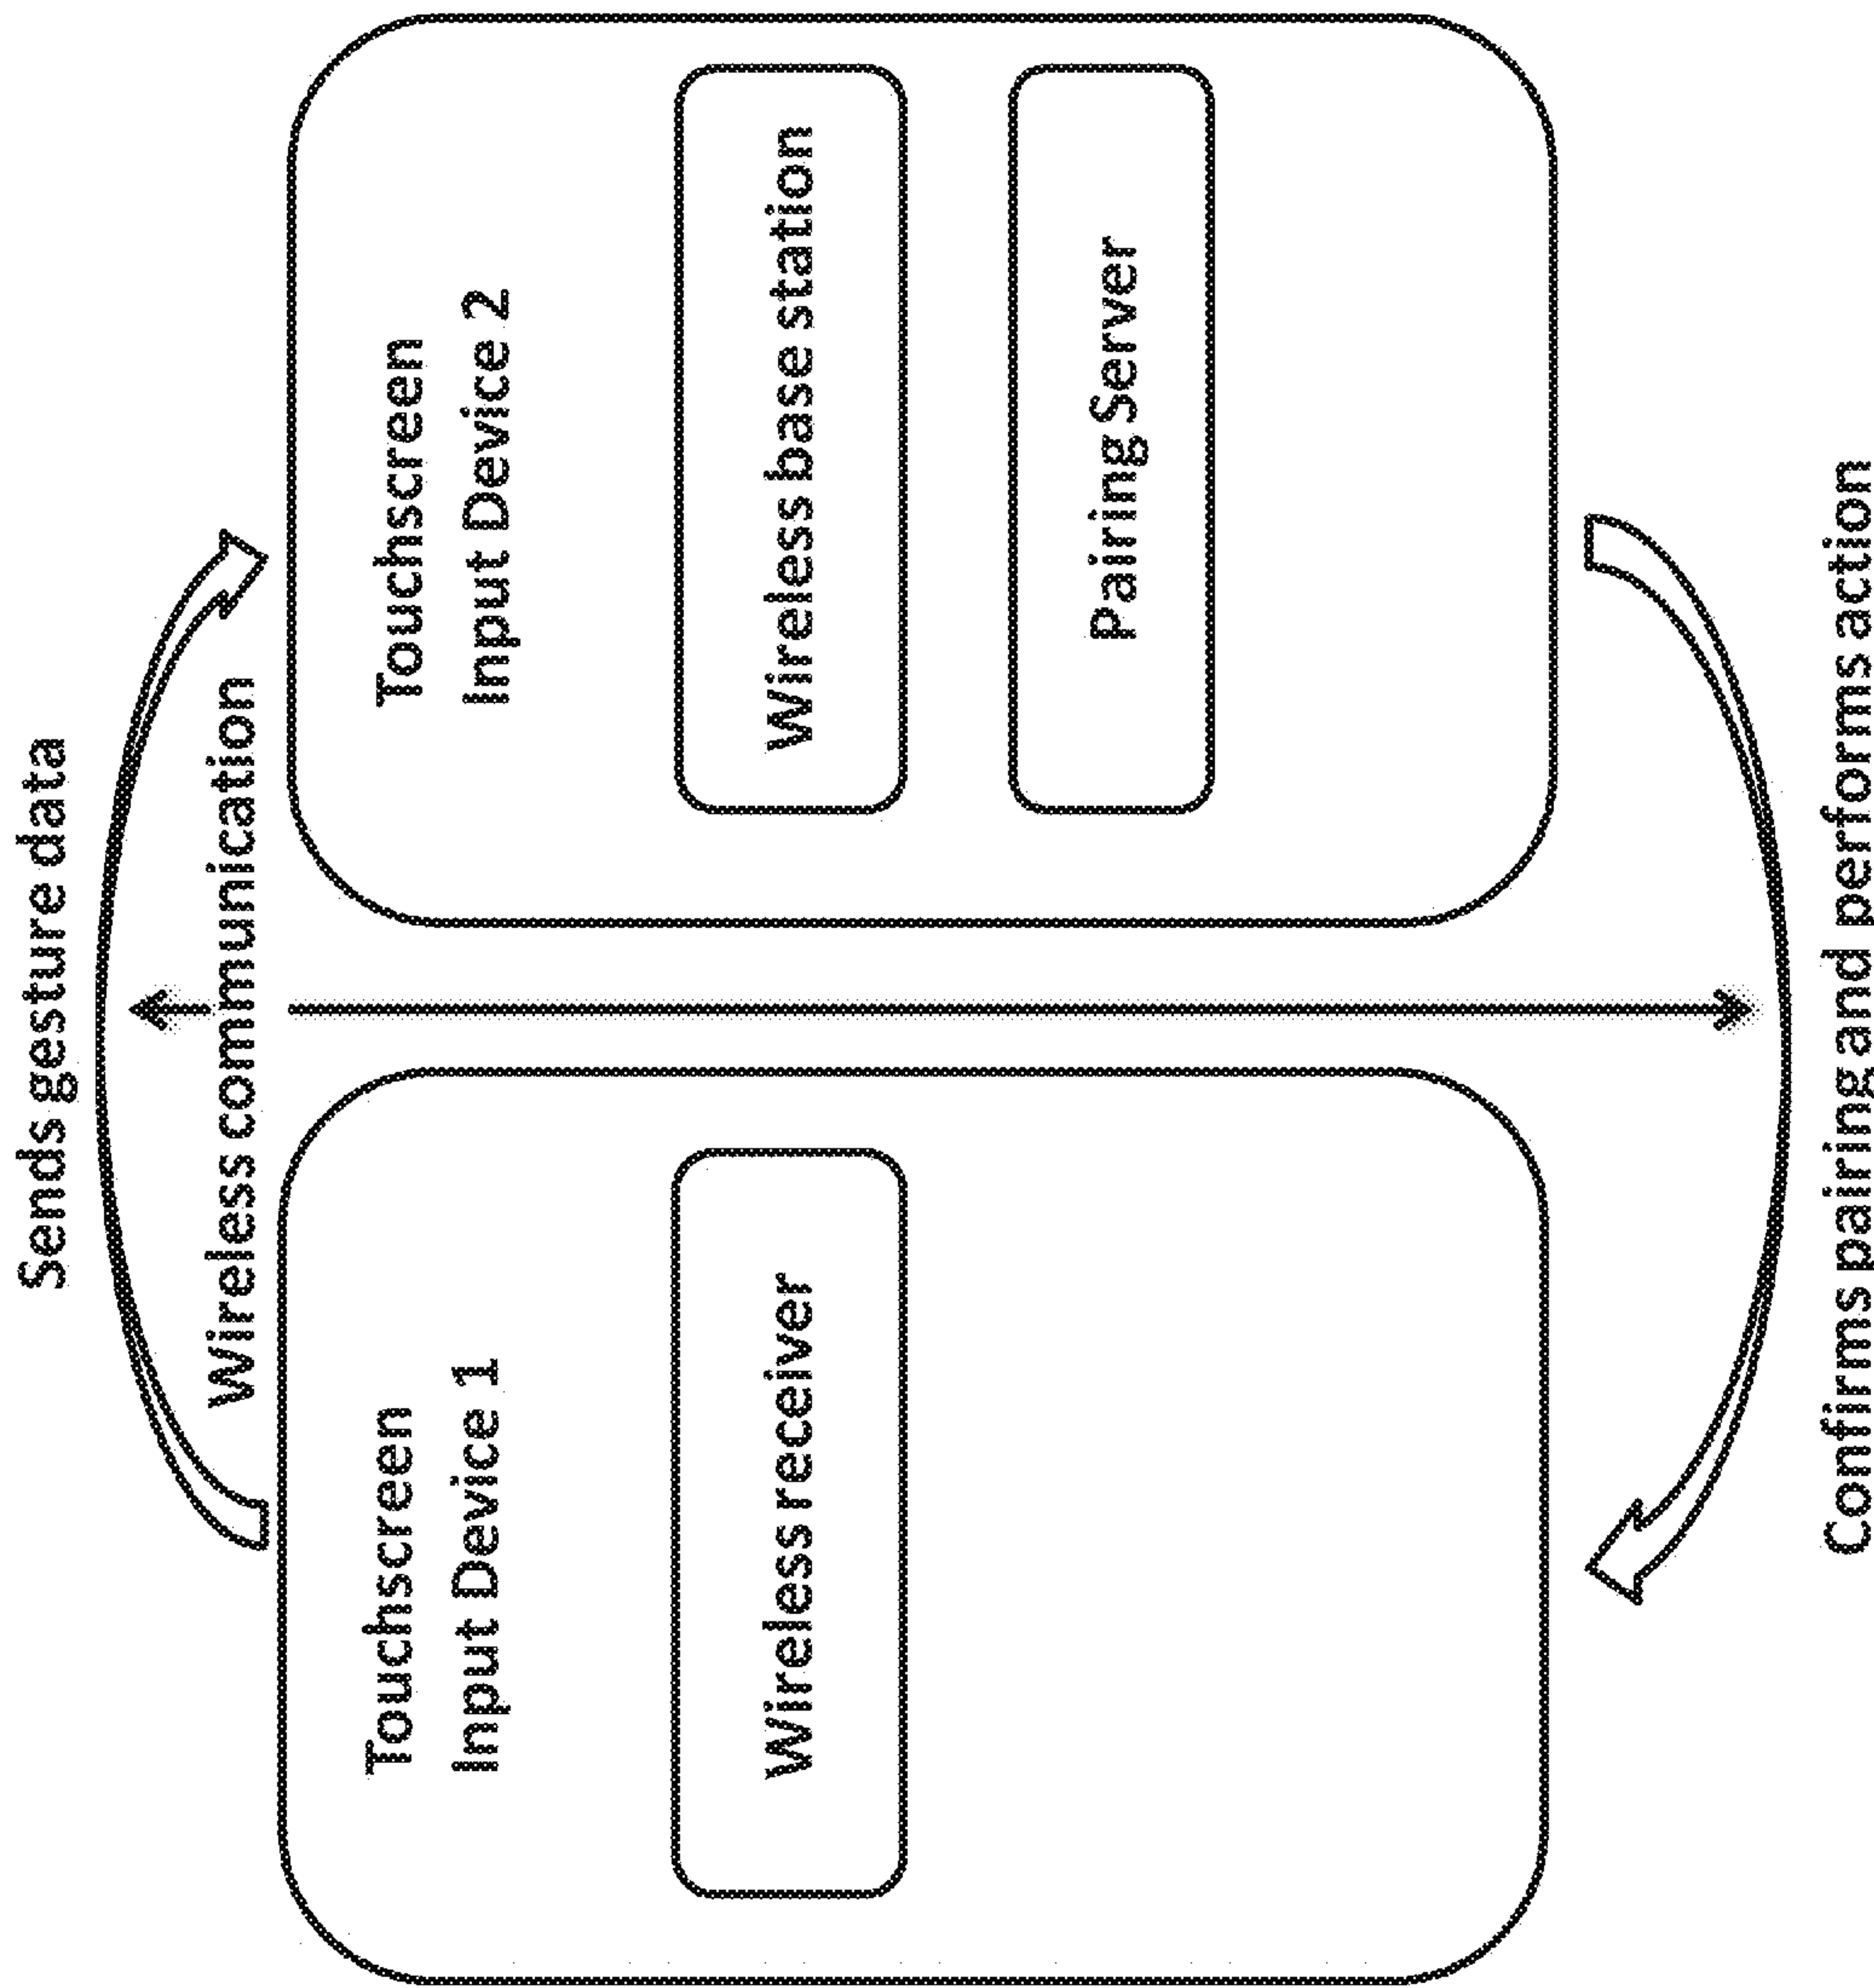 Sends gesture data
Wireless communication
Touchscreen
Input Device 1
Wireless receiver
Touchscreen
Input Device 2
Wireless base station
Pairing Server
Confirms pairing and performs action